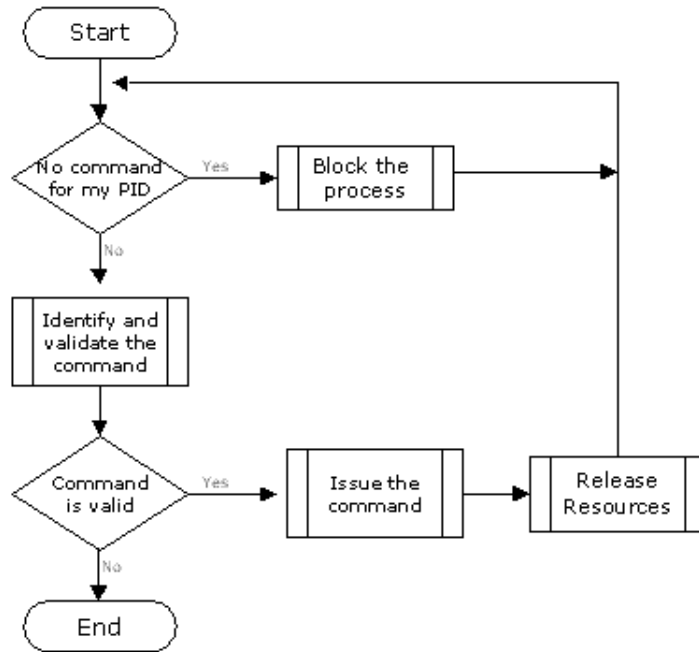 Start
No command
for my PID
Yes
Block the
process
No
Identify and
validate the
command
Command
is valid
Yes
Issue the
command
Release
Resources
No
End